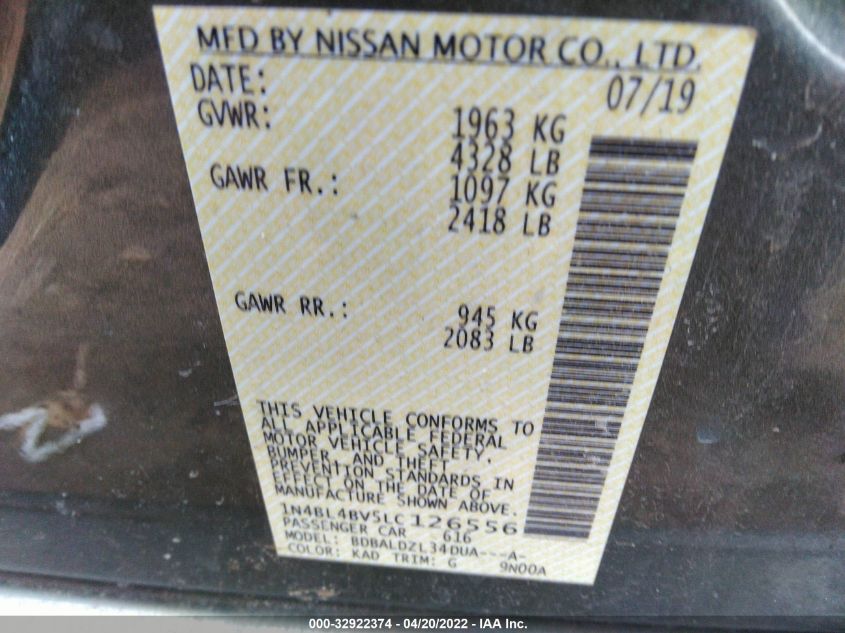 MFD BY NISSAN MOTOR CO., LTD.
DATE: 07/19
GVWR: 1963 KG
4328 LB
GAWR FR.: 1097 KG
2418 LB
GAWR RR.: 945 KG
2083 LB
THIS VEHICLE CONFORMS TO
ALL APPLICABLE FEDERAL
MOTOR VEHICLE SAFETY,
BUMPER, AND THEFT
PREVENTION STANDARDS IN
EFFECT ON THE DATE OF
MANUFACTURE SHOWN ABOVE.
1N4BL4BV5LC126556
PASSENGER CAR 616
MODEL: BDBALDZL34DUA---A-
COLOR: KAD TRIM: G 9N00A
000-32922374 - 04/20/2022 - IAA Inc.